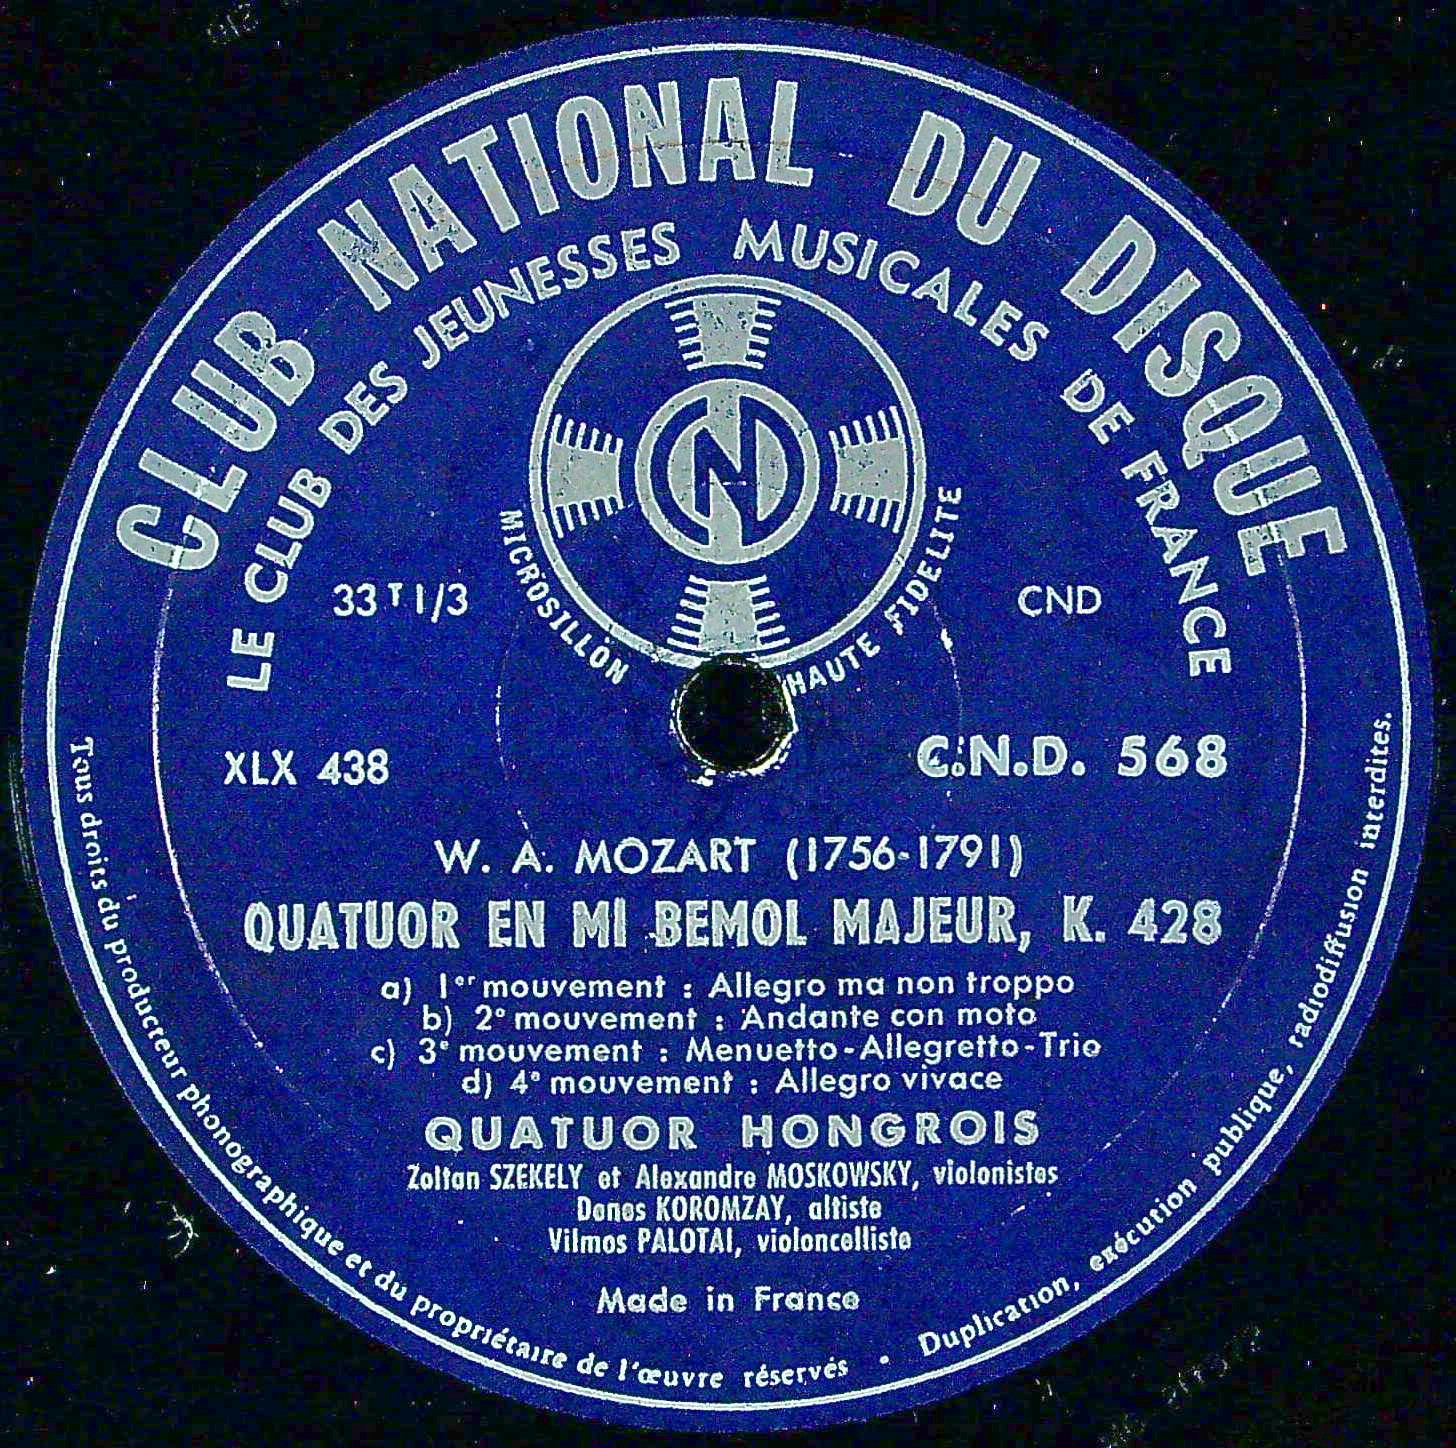 CLUB NATIONAL DU DISQUE
LE CLUB DES JEUNESSES MUSICALES DE FRANCE
N
MICROSILLON
HAUTE FIDELITE
33 T 1/3
CND
XLX 438
C.N.D. 568
W. A. MOZART (1756-1791)
QUATUOR EN MI BEMOL MAJEUR, K. 428
a) 1er mouvement : Allegro ma non troppo
b) 2e mouvement : Andante con moto
c) 3e mouvement : Menuetto-Allegretto-Trio
d) 4e mouvement : Allegro vivace
QUATUOR HONGROIS
Zoltan SZEKELY et Alexandre MOSKOWSKY, violonistes
Denes KOROMZAY, altiste
Vilmos PALOTAI, violoncelliste
Made in France
Tous droits du producteur phonographique et du propriétaire de l'œuvre réservés • Duplication, exécution publique, radiodiffusion interdites.